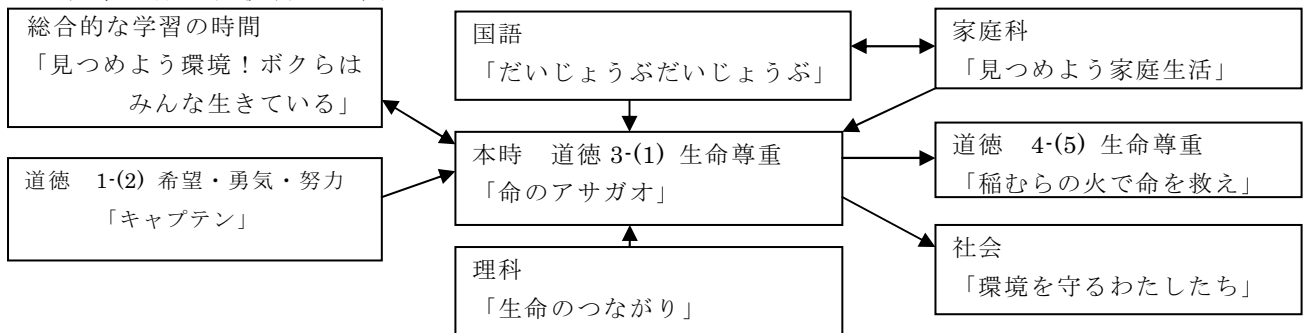 総合的な学習の時間
「見つめよう環境！ボクらは
みんな生きている」
国語
「だいじょうぶだいじょうぶ」
家庭科
「見つめよう家庭生活」
道徳 1-(2) 希望・勇気・努力
「キャプテン」
本時 道徳 3-(1) 生命尊重
「命のアサガオ」
道徳 4-(5) 生命尊重
「稲むらの火で命を救え」
理科
「生命のつながり」
社会
「環境を守るわたしたち」